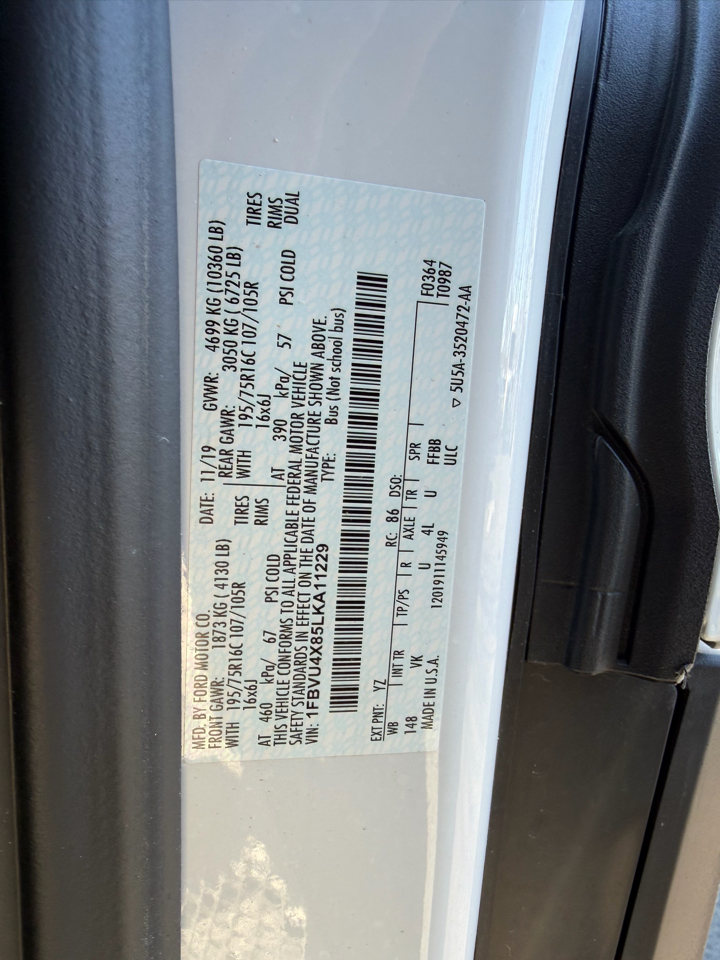 MFD. BY FORD MOTOR CO. DATE: 11/19 GVWR: 4699 KG (10360 LB)
FRONT GAWR: 1873 KG ( 4130 LB) REAR GAWR: 3050 KG ( 6725 LB)
WITH 195/75R16C 107/105R TIRES WITH 195/75R16C 107/105R TIRES
16x6J RIMS 16x6J RIMS
AT 460 kPa/ 67 PSI COLD AT 390 kPa/ 57 PSI COLD DUAL
THIS VEHICLE CONFORMS TO ALL APPLICABLE FEDERAL MOTOR VEHICLE
SAFETY STANDARDS IN EFFECT ON THE DATE OF MANUFACTURE SHOWN ABOVE.
VIN: 1FBVU4X85LKA11229 TYPE: Bus (Not school bus)
EXT PNT: YZ RC: 86 DSO:
WB INT TR TP/PS R AXLE TR SPR F0364
148 VK U 4L U FFBB T0987
MADE IN U.S.A. 1201911145949 ULC
▽ 5U5A-3520472-AA